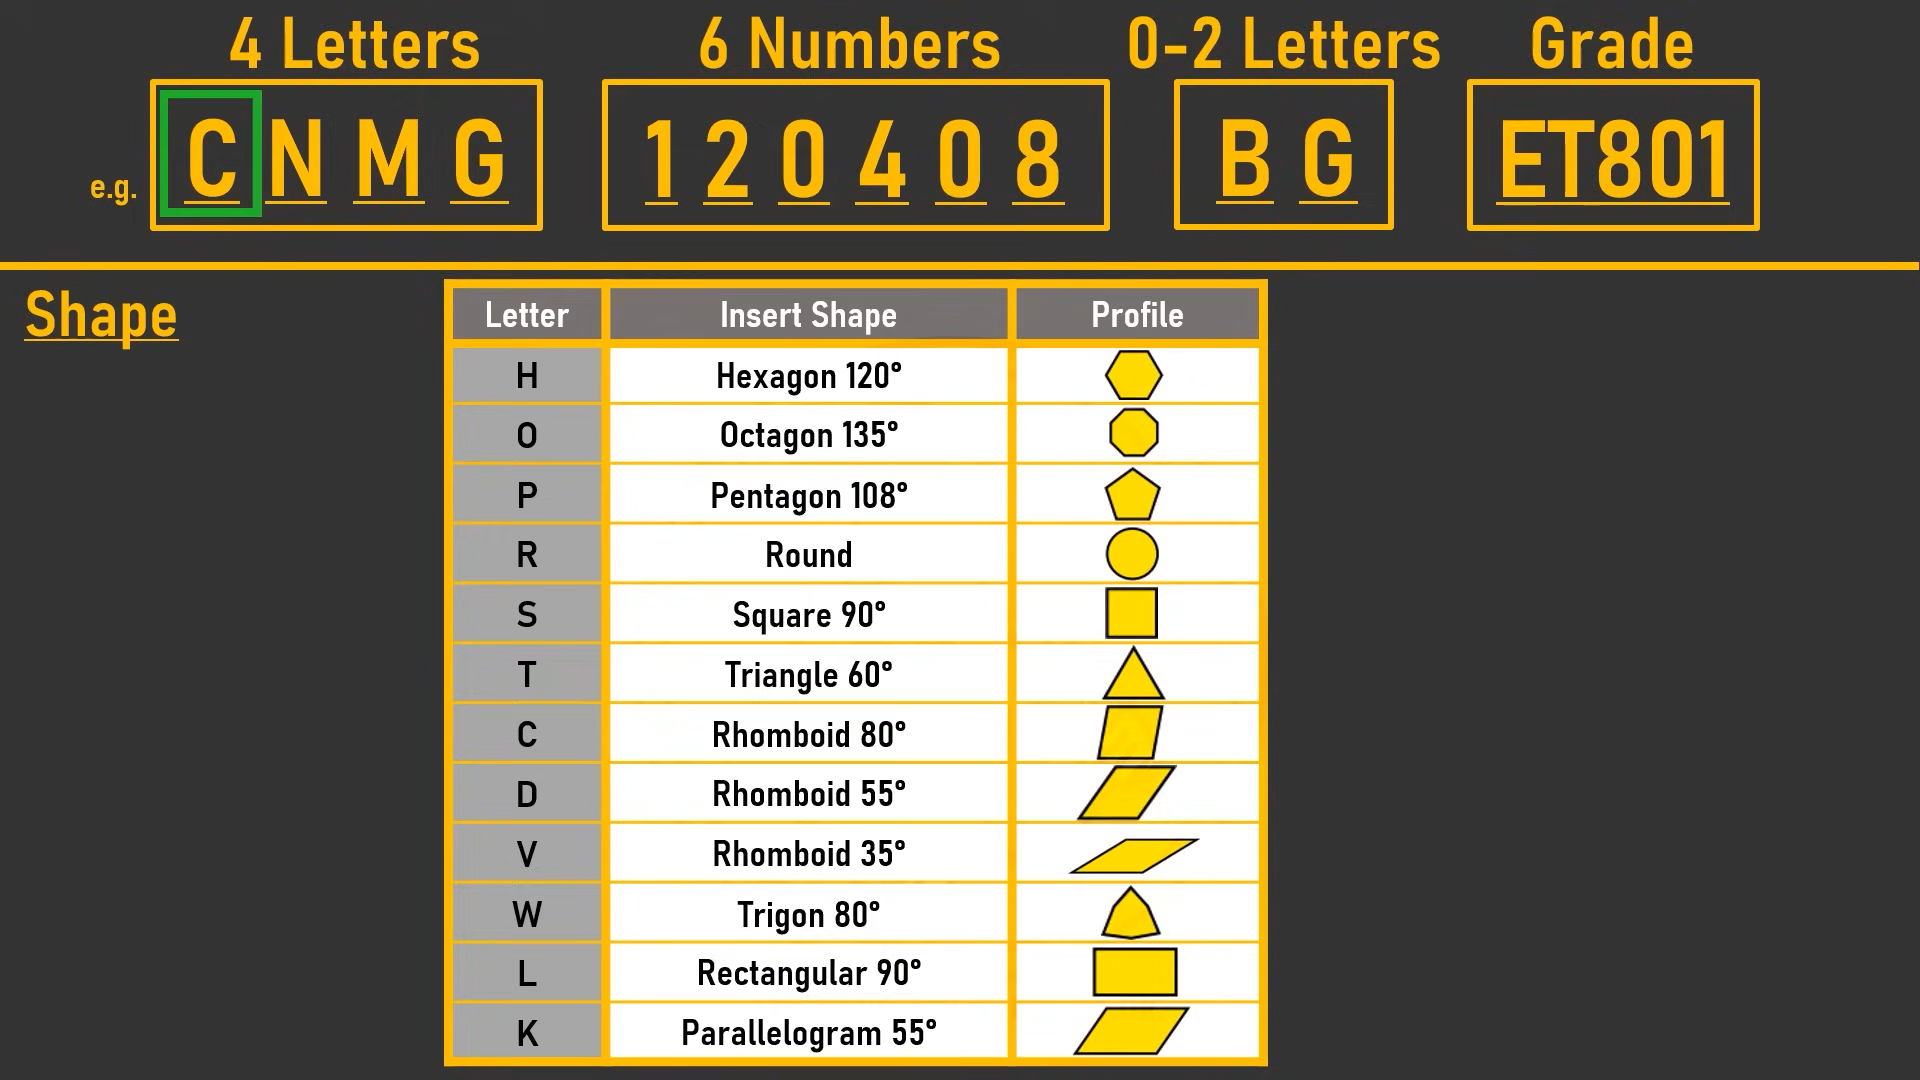 4 Letters 6 Numbers 0-2 Letters Grade
e.g. C N M G 1 2 0 4 0 8 B G ET801
Shape
Letter Insert Shape Profile
H Hexagon 120°
O Octagon 135°
P Pentagon 108°
R Round
S Square 90°
T Triangle 60°
C Rhomboid 80°
D Rhomboid 55°
V Rhomboid 35°
W Trigon 80°
L Rectangular 90°
K Parallelogram 55°